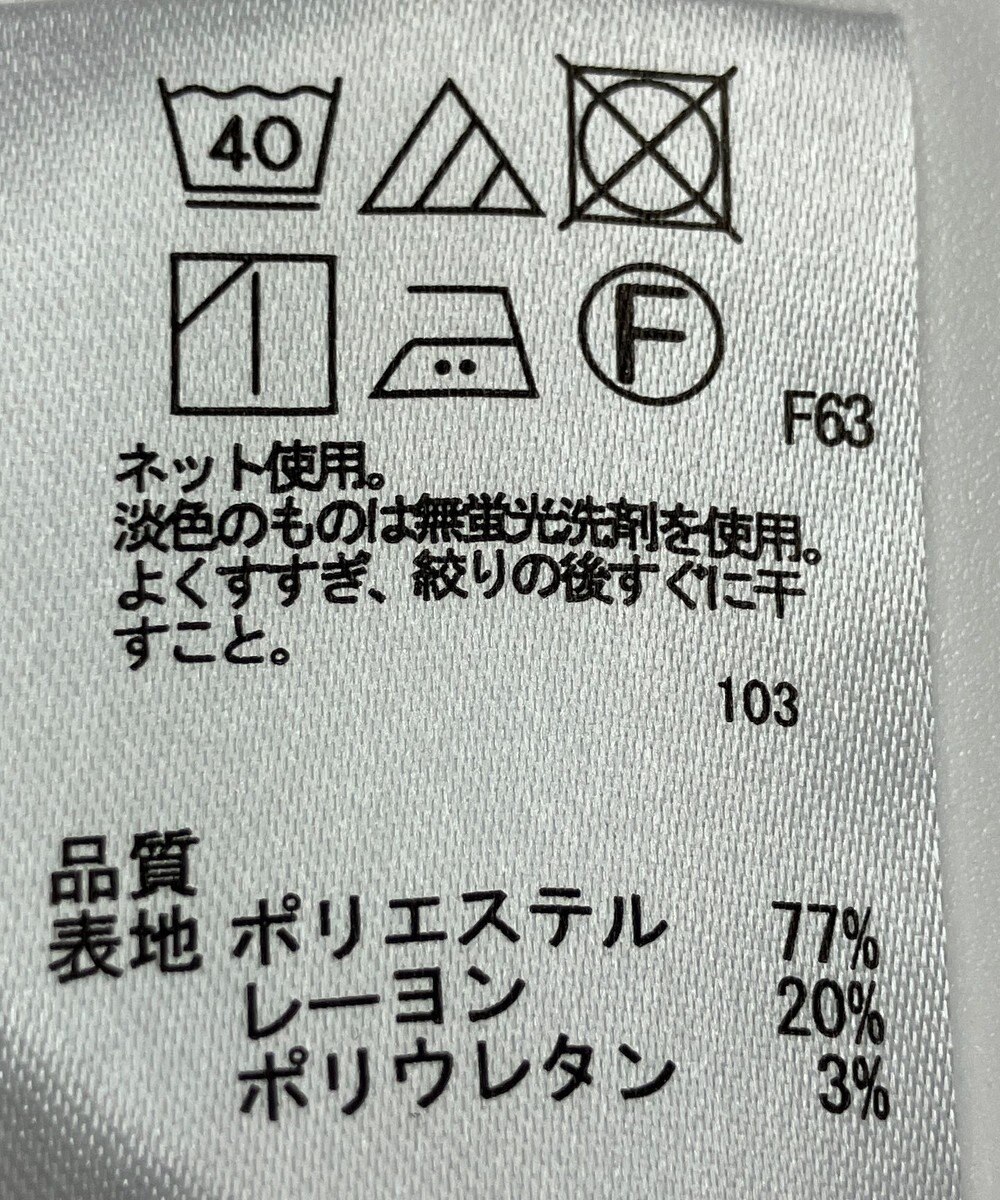 40
F
F63
ネット使用。
淡色のものは無蛍光洗剤を使用。
よくすすぎ、絞りの後すぐに干
すこと。
103
品質
表地 ポリエステル 77%
レーヨン 20%
ポリウレタン 3%